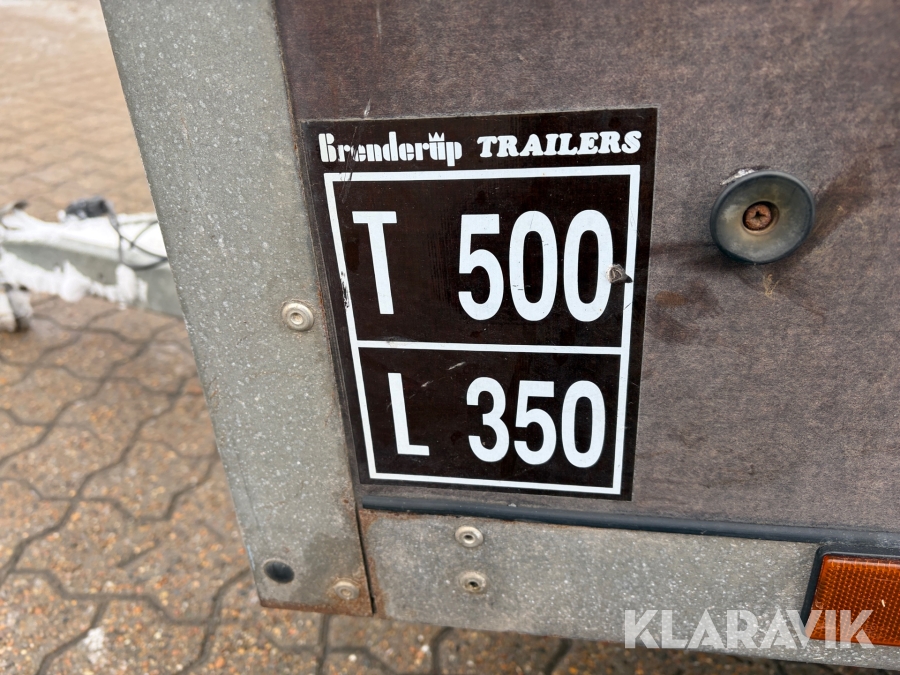 Brenderup TRAILERS
T 500
L 350
KLARAVIK